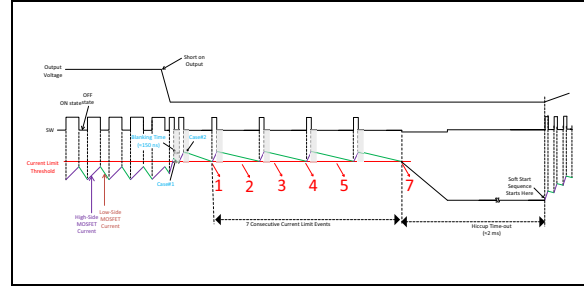 Short on
Output
Output
Voltage
OFF
state
ON state
SW
Blanking Time
(≈150 ns)
Case#2
Current Limit
Threshold
Case#1
1
2
3
4
5
7
High-Side
MOSFET
Current
Low-Side
MOSFET
Current
7 Consecutive Current Limit Events
Hiccup Time-out
(≈2 ms)
Soft Start
Sequence
Starts Here